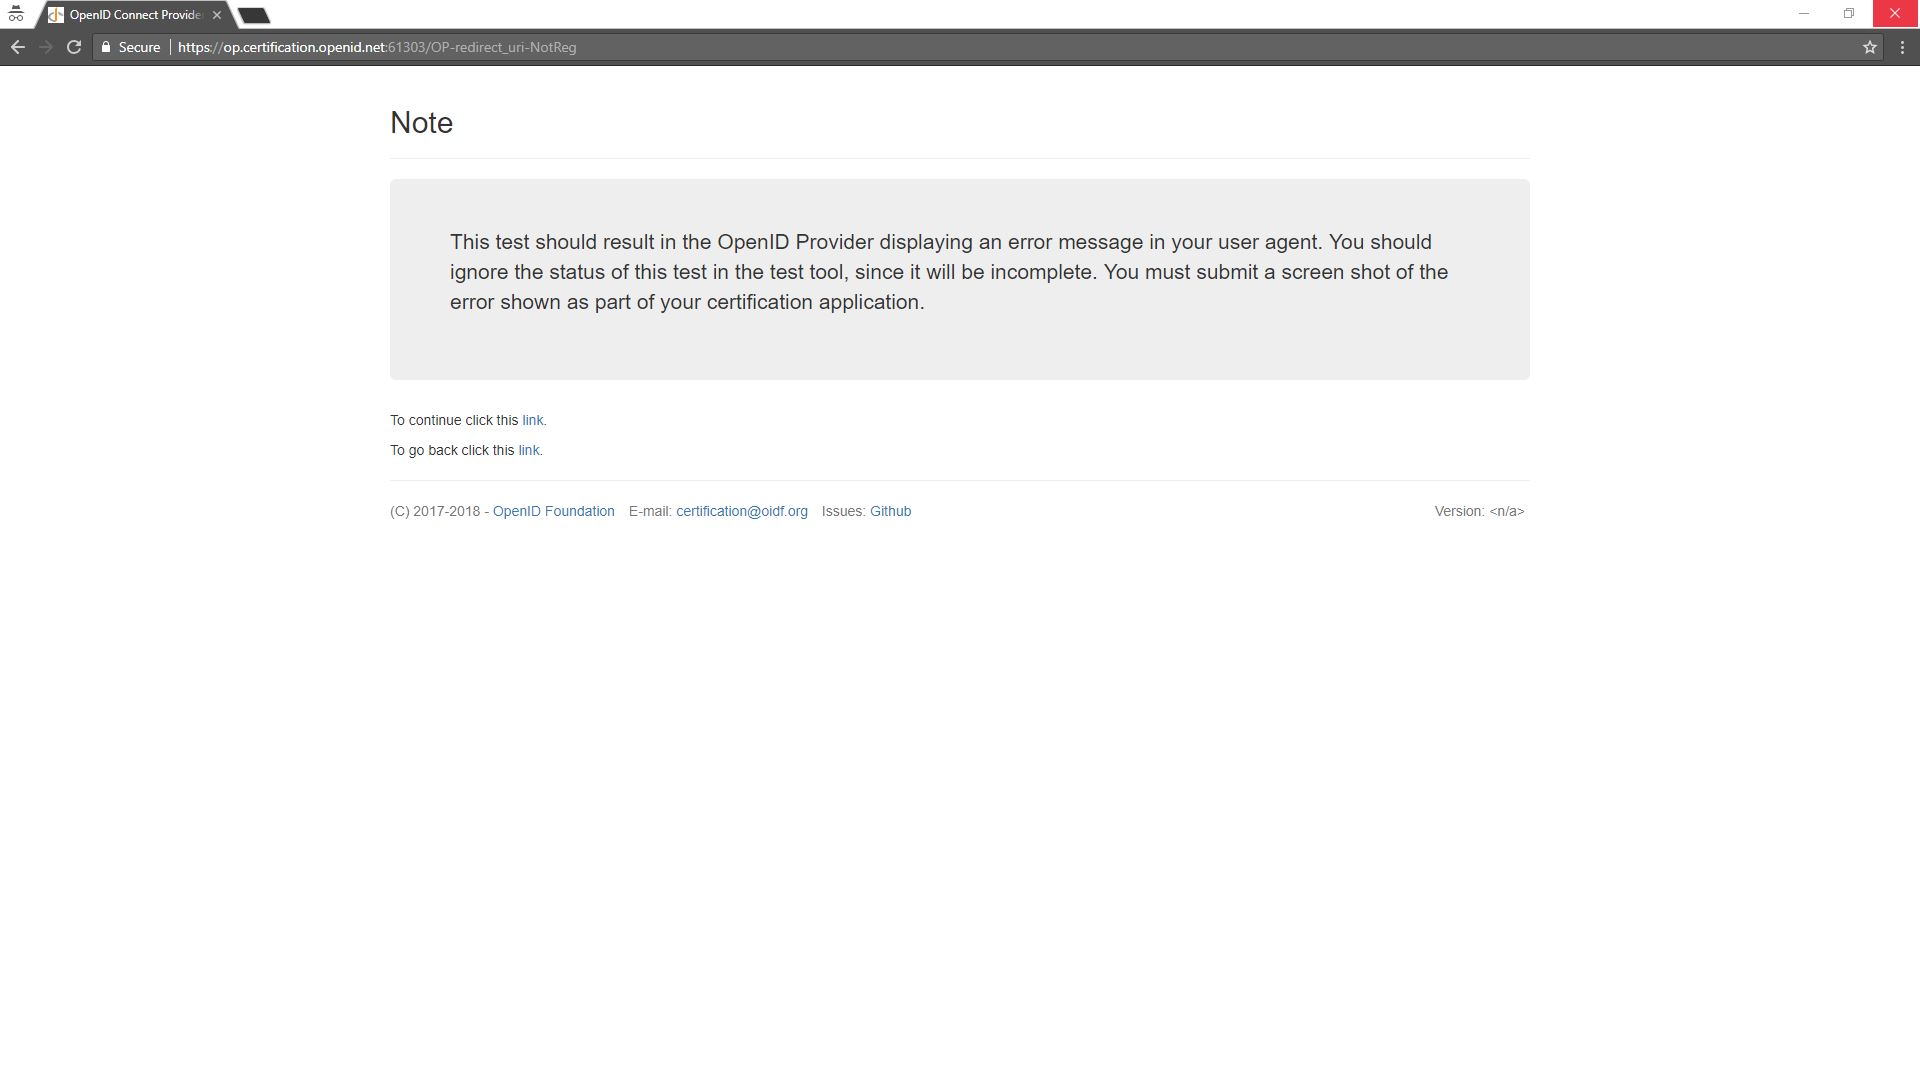 OpenID Connect Provide
Secure
https://op.certification.openid.net:61303/OP-redirect_uri-NotReg
Note
This test should result in the OpenID Provider displaying an error message in your user agent. You should
ignore the status of this test in the test tool, since it will be incomplete. You must submit a screen shot of the
error shown as part of your certification application.
To continue click this link.
To go back click this link.
(C) 2017-2018 - OpenID Foundation E-mail: certification@oidf.org Issues: Github Version: <n/a>